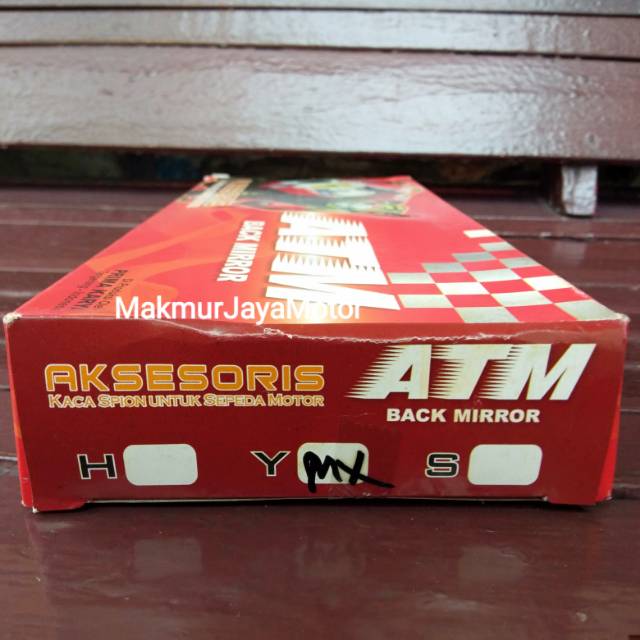 ATM
BACK MIRROR
MakmurJayaMotor
AKSESORIS
KACA SPION UNTUK SEPEDA MOTOR
ATM
BACK MIRROR
H
Y MX
S